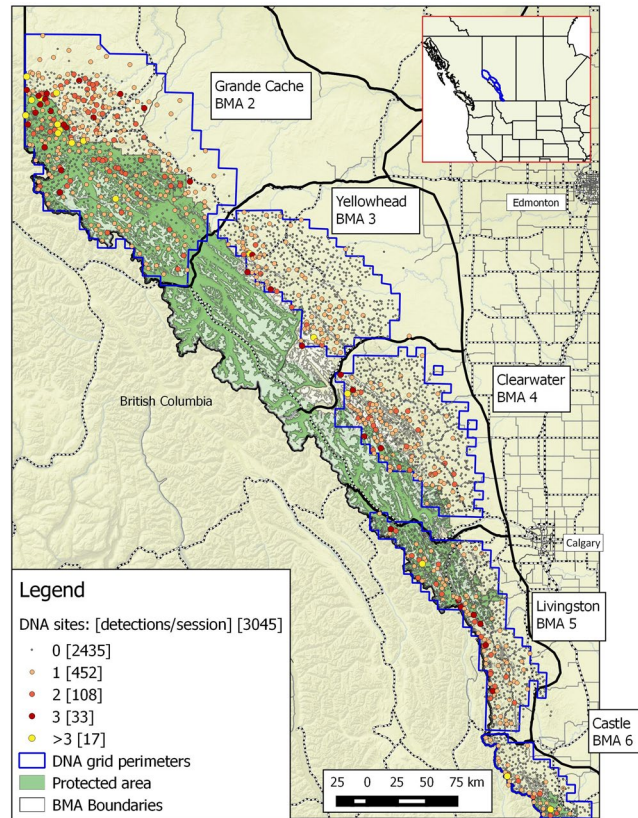 Grande Cache
BMA 2
Yellowhead
BMA 3
Edmonton
Clearwater
BMA 4
British Columbia
Calgary
Livingston
BMA 5
Castle
BMA 6
Legend
DNA sites: [detections/session] [3045]
0 [2435]
1 [452]
2 [108]
3 [33]
>3 [17]
DNA grid perimeters
Protected area
BMA Boundaries
25 0 25 50 75 km